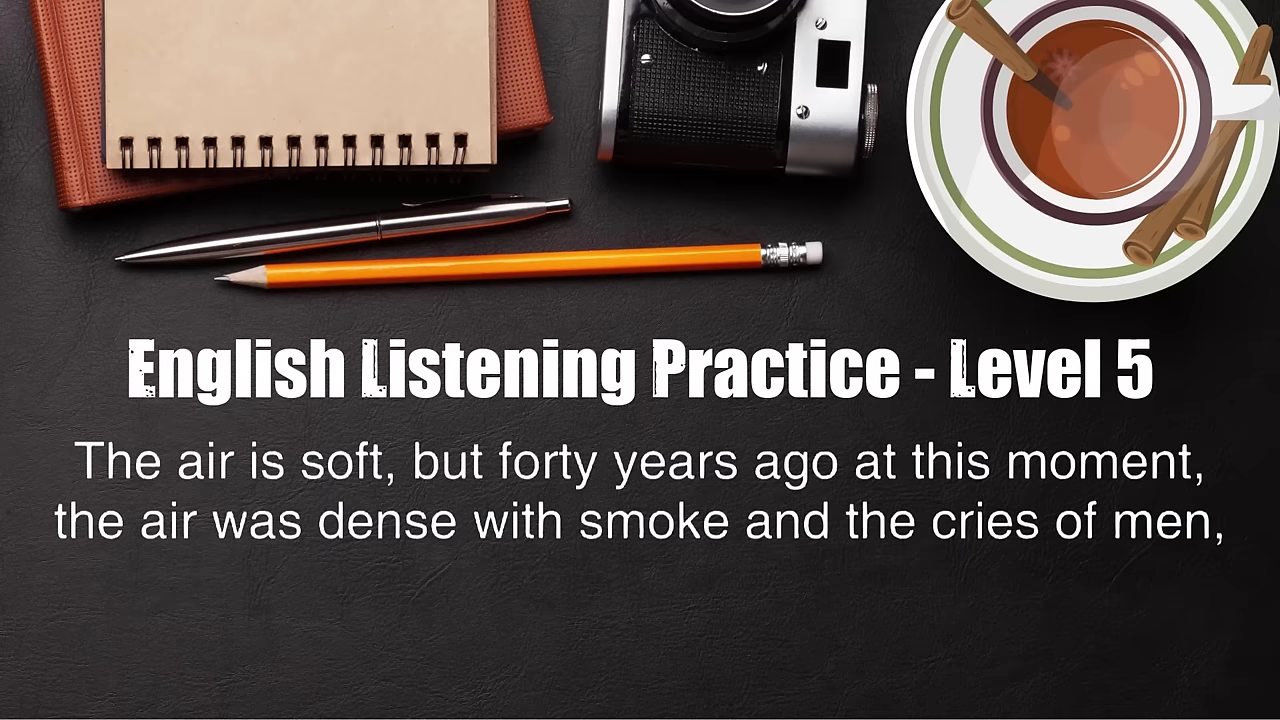 English Listening Practice - Level 5
The air is soft, but forty years ago at this moment,
the air was dense with smoke and the cries of men,